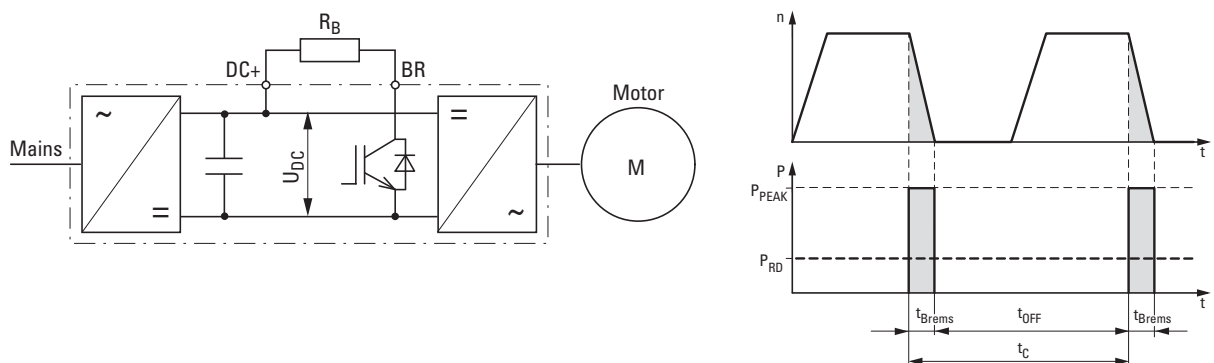 R_B
DC+
BR
Motor
~
=
Mains
U_DC
M
=
~
n
t
P
P_PEAK
P_RD
t
t_Brems
t_OFF
t_Brems
t_C